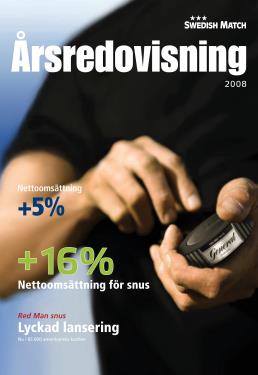 SWEDISH MATCH
Årsredovisning
2008
Nettoomsättning
+5%
+16%
Nettoomsättning för snus
General
Red Man snus
Lyckad lansering